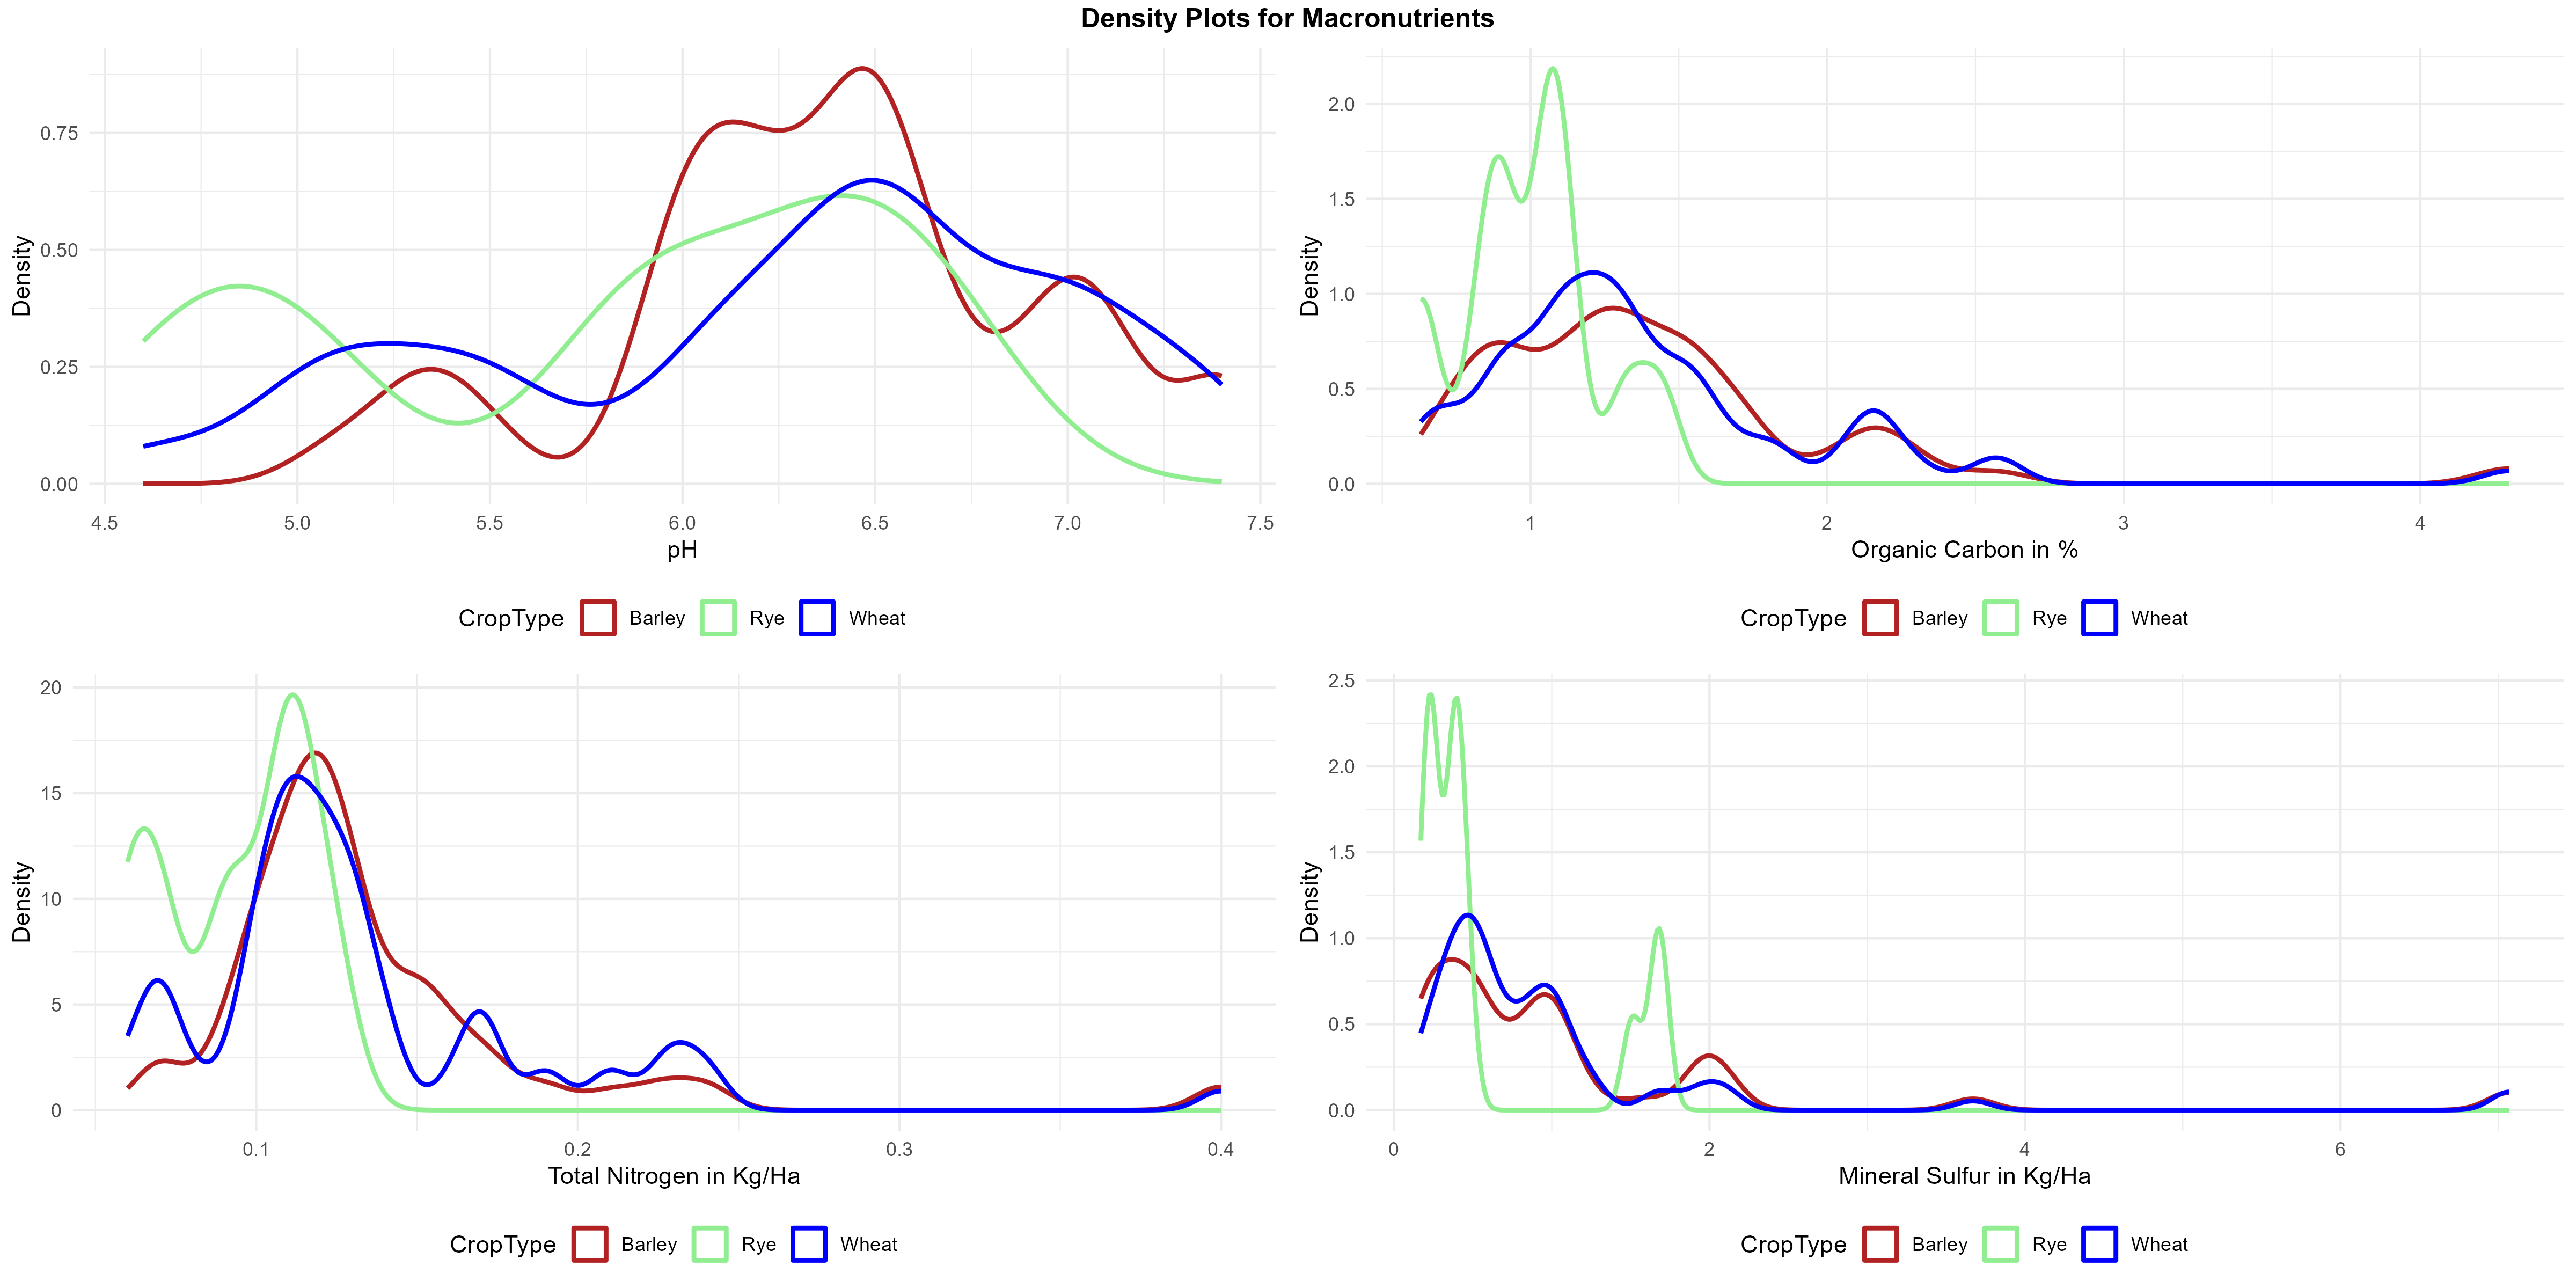 Density Plots for Macronutrients
Density
0.75
0.50
0.25
0.00
4.5 5.0 5.5 6.0 6.5 7.0 7.5
pH
CropType Barley Rye Wheat
Density
2.0
1.5
1.0
0.5
0.0
1 2 3 4
Organic Carbon in %
CropType Barley Rye Wheat
Density
20
15
10
5
0
0.1 0.2 0.3 0.4
Total Nitrogen in Kg/Ha
CropType Barley Rye Wheat
Density
2.5
2.0
1.5
1.0
0.5
0.0
0 2 4 6
Mineral Sulfur in Kg/Ha
CropType Barley Rye Wheat